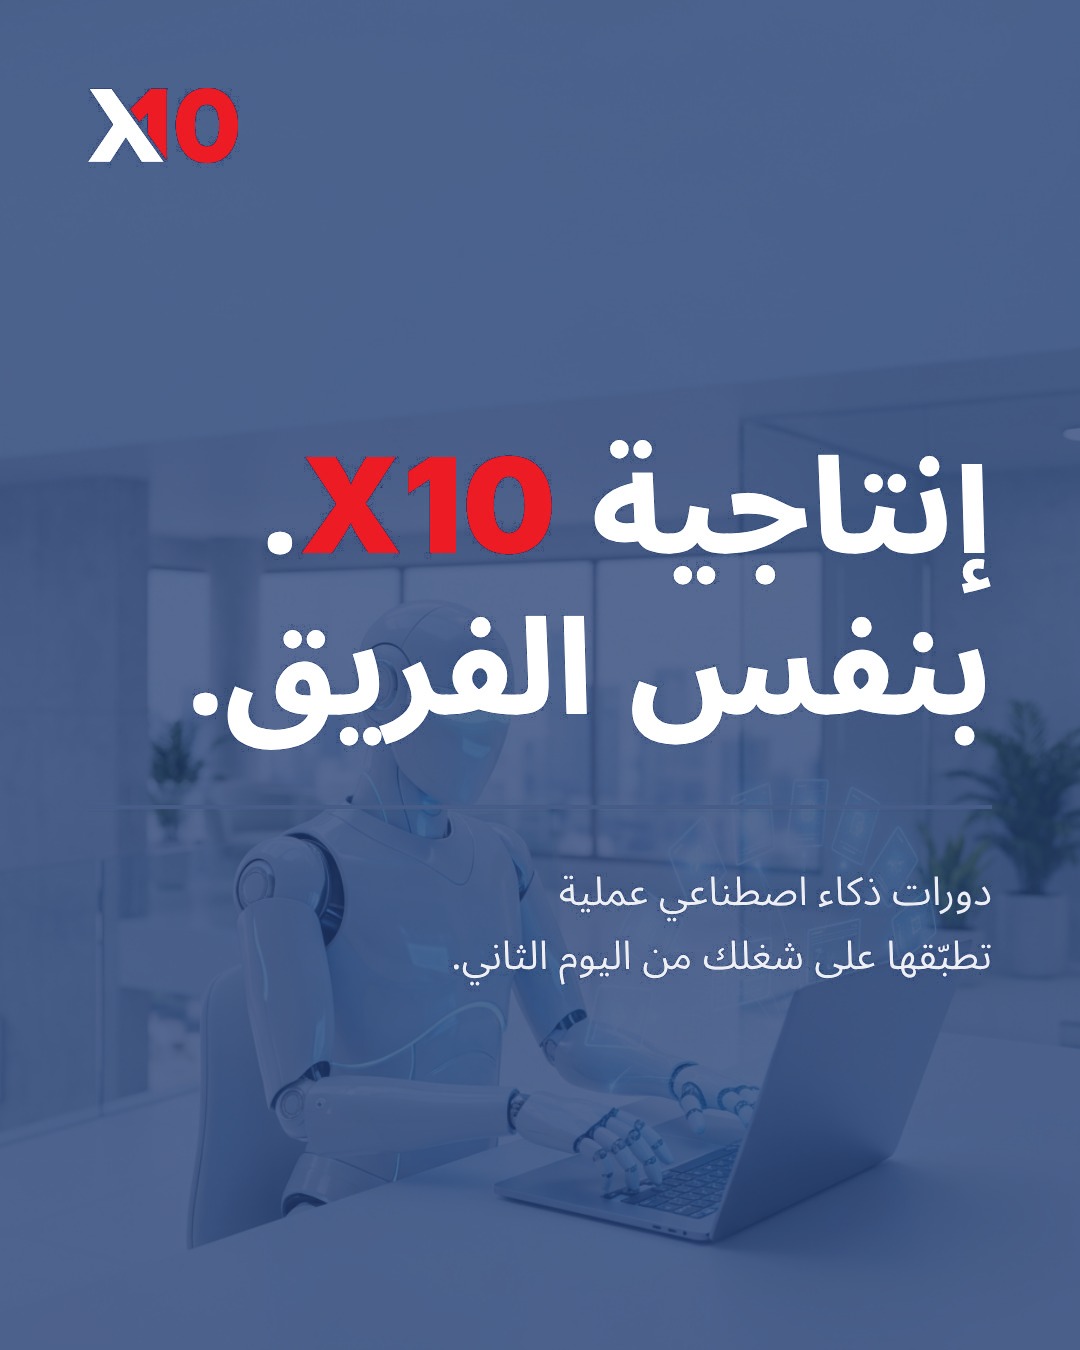 X10
إنتاجية X10.
بنفس الفريق.
دورات ذكاء اصطناعي عملية
تطبّقها على شغلك من اليوم الثاني.